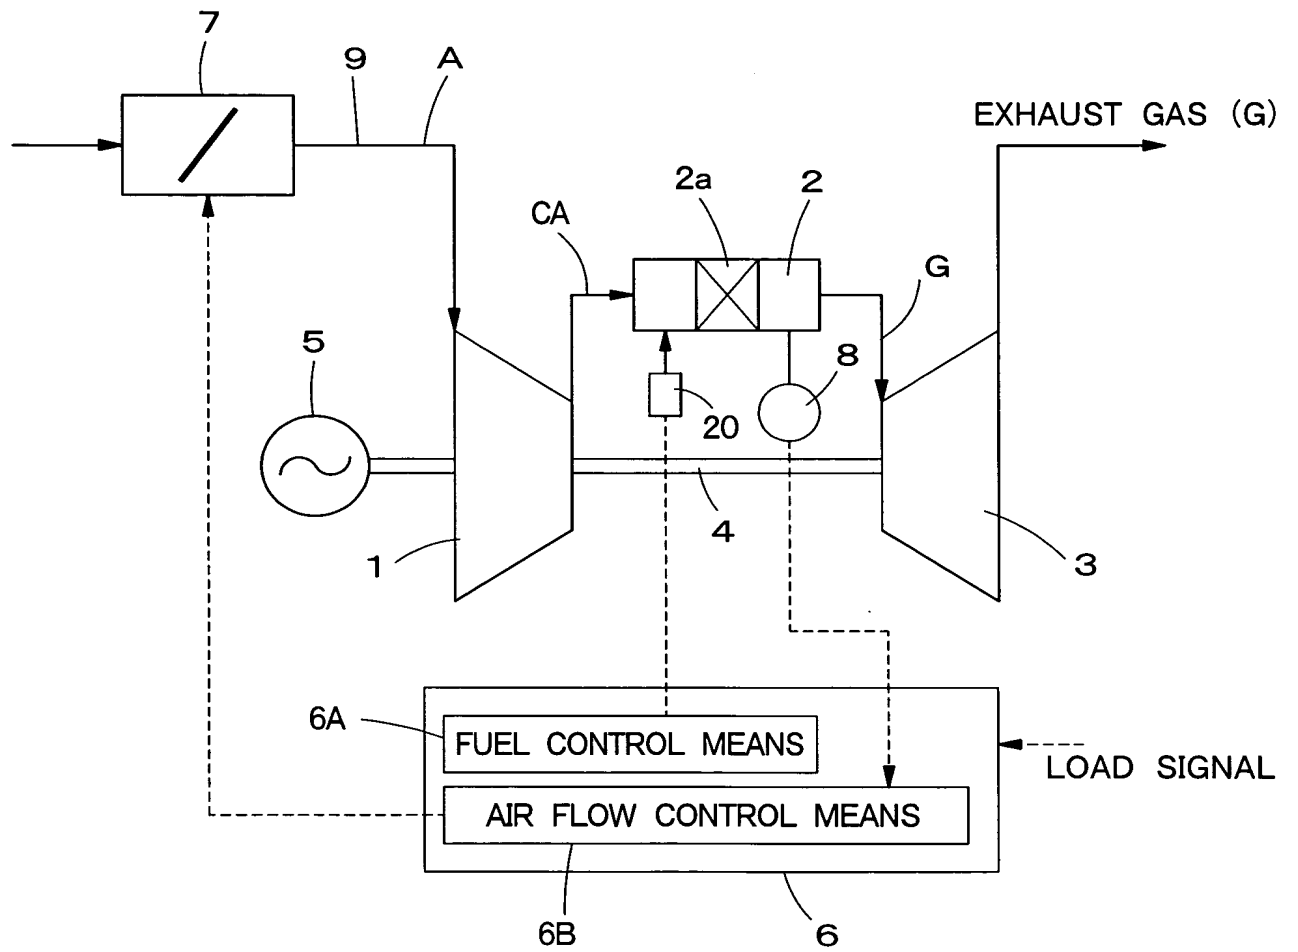 7
9
A
EXHAUST GAS (G)
2a
2
CA
G
5
8
20
4
1
3
6A
FUEL CONTROL MEANS
LOAD SIGNAL
AIR FLOW CONTROL MEANS
6B
6